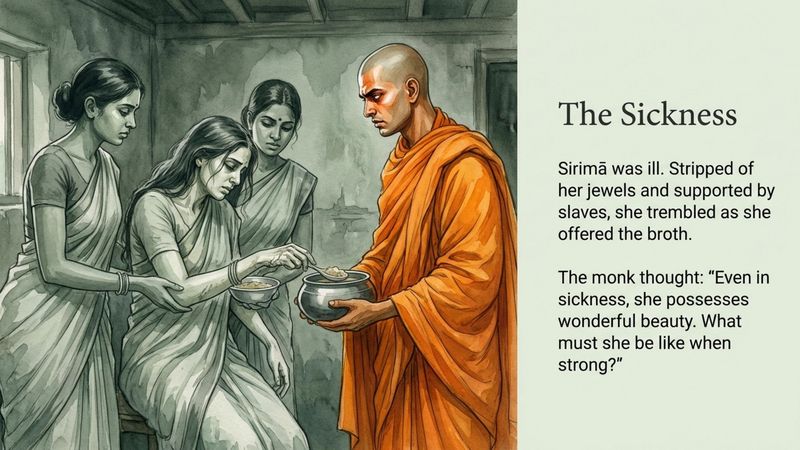 The Sickness
Sirimā was ill. Stripped of
her jewels and supported by
slaves, she trembled as she
offered the broth.
The monk thought: “Even in
sickness, she possesses
wonderful beauty. What
must she be like when
strong?”